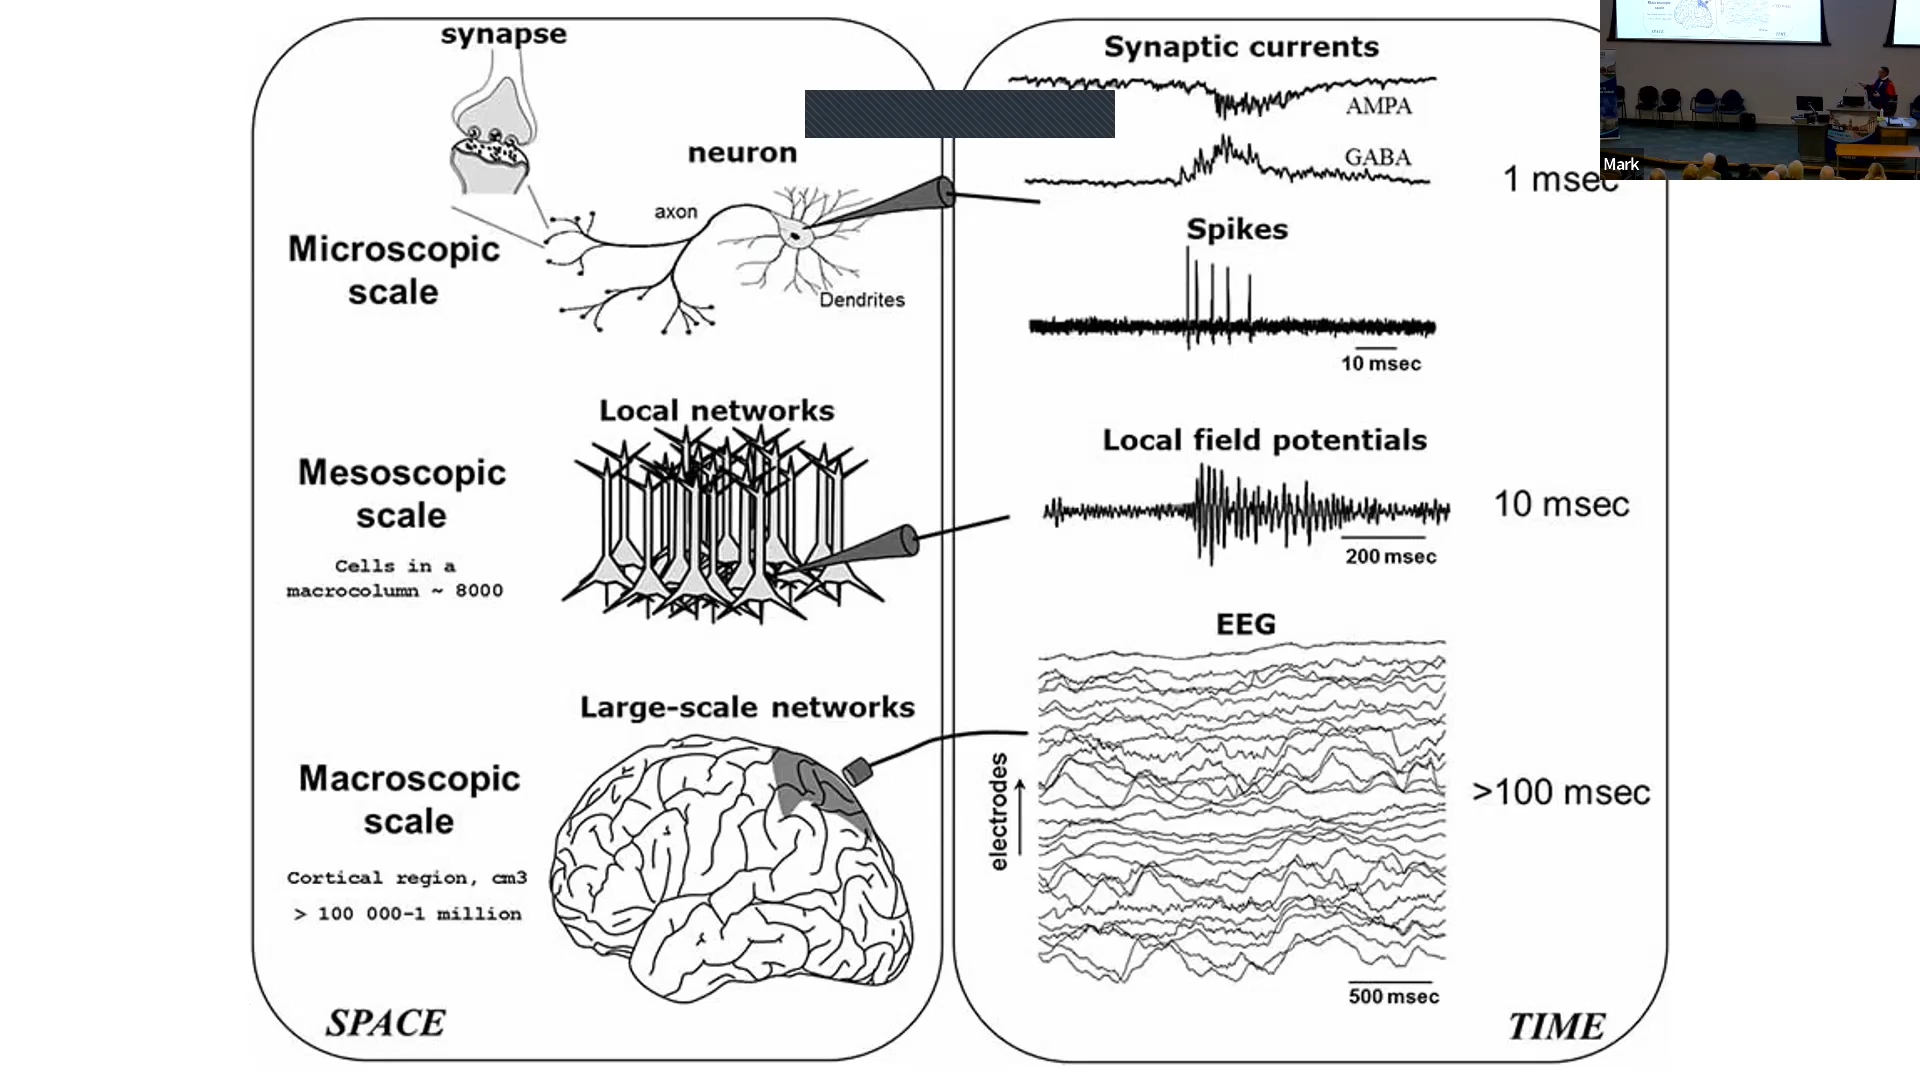 synapse
neuron
axon
Dendrites
Microscopic
scale
Local networks
Mesoscopic
scale
Cells in a
macrocolumn ~ 8000
Large-scale networks
Macroscopic
scale
Cortical region, cm3
> 100 000-1 million
SPACE
Synaptic currents
AMPA
GABA
1 msec
Spikes
10 msec
Local field potentials
10 msec
200 msec
EEG
electrodes
>100 msec
500 msec
TIME
Mark